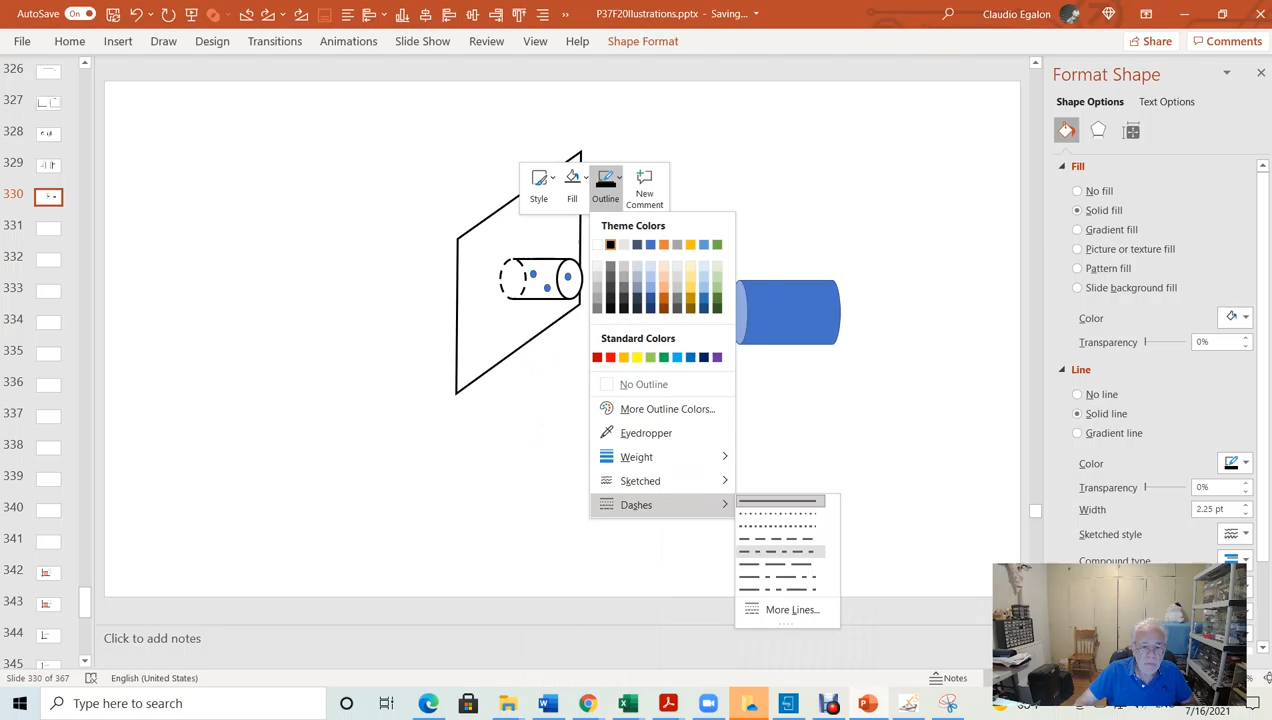 AutoSave On P37F20Ilustrations.pptx - Saving... Claudio Egalon
File Home Insert Draw Design Transitions Animations Slide Show Review View Help Shape Format Share Comments
326
327
328
329
330
331
332
333
334
335
336
337
338
339
340
341
342
343
344
345
Style Fill Outline New Comment
Theme Colors
Standard Colors
No Outline
More Outline Colors...
Eyedropper
Weight
Sketched
Dashes
More Lines...
Format Shape
Shape Options Text Options
Fill
No fill
Solid fill
Gradient fill
Picture or texture fill
Pattern fill
Slide background fill
Color
Transparency 0%
Line
No line
Solid line
Gradient line
Color
Transparency 0%
Width 2.25 pt
Sketched style
Compound type
Click to add notes
Slide 330 of 367 English (United States) Notes
Type here to search
7/16/2021